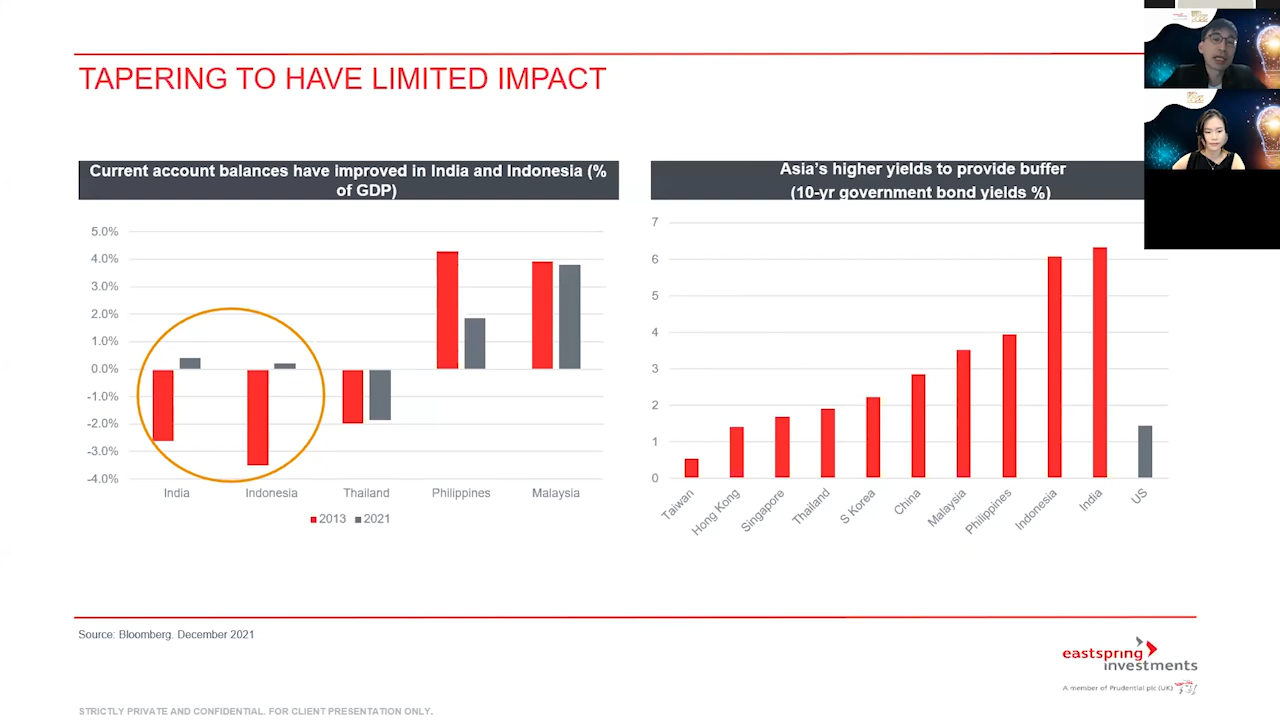 TAPERING TO HAVE LIMITED IMPACT
Current account balances have improved in India and Indonesia (%
of GDP)
5.0%
4.0%
3.0%
2.0%
1.0%
0.0%
-1.0%
-2.0%
-3.0%
-4.0%
India
Indonesia
Thailand
Philippines
Malaysia
2013
2021
Asia's higher yields to provide buffer
(10-yr government bond yields %)
7
6
5
4
3
2
1
0
Taiwan
Hong Kong
Singapore
Thailand
S Korea
China
Malaysia
Philippines
Indonesia
India
US
Source: Bloomberg. December 2021
eastspring
investments
A member of Prudential plc (UK)
STRICTLY PRIVATE AND CONFIDENTIAL. FOR CLIENT PRESENTATION ONLY.